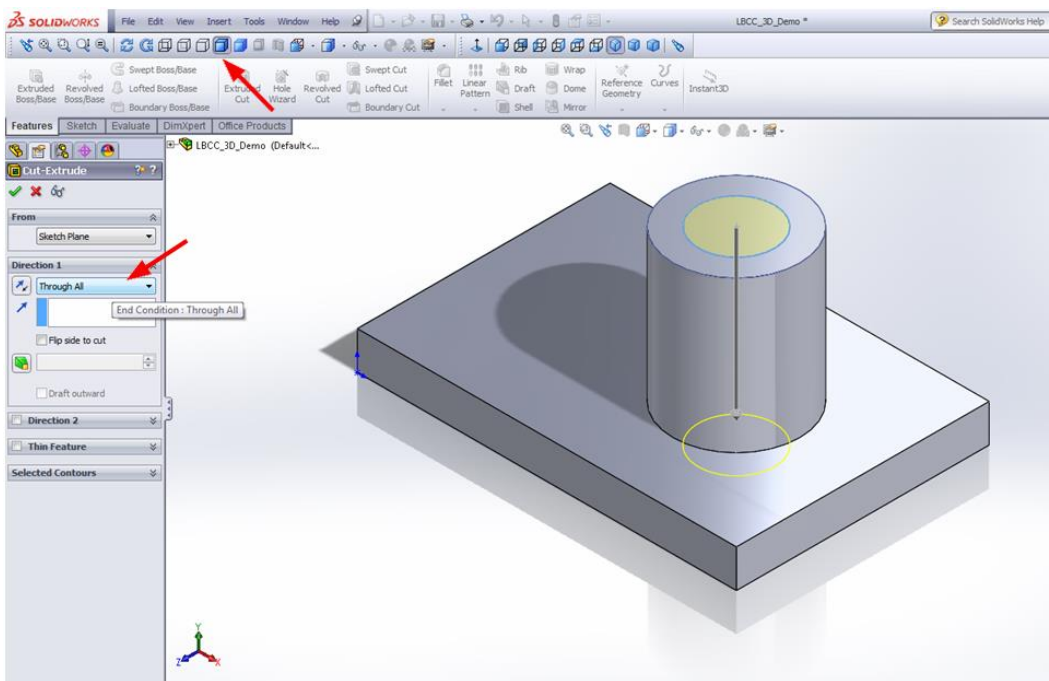 SOLIDWORKS File Edit View Insert Tools Window Help LBCC_3D_Demo * ? Search SolidWorks Help
Extruded Boss/Base
Revolved Boss/Base
Swept Boss/Base
Lofted Boss/Base
Boundary Boss/Base
Extruded Cut
Hole Wizard
Revolved Cut
Swept Cut
Lofted Cut
Boundary Cut
Fillet
Linear Pattern
Rib
Draft
Shell
Wrap
Dome
Mirror
Reference Geometry
Curves
Instant3D
Features Sketch Evaluate DimXpert Office Products
LBCC_3D_Demo (Default<...
Cut-Extrude
From
Sketch Plane
Direction 1
Through All
End Condition : Through All
Flip side to cut
Draft outward
Direction 2
Thin Feature
Selected Contours
Y
Z X